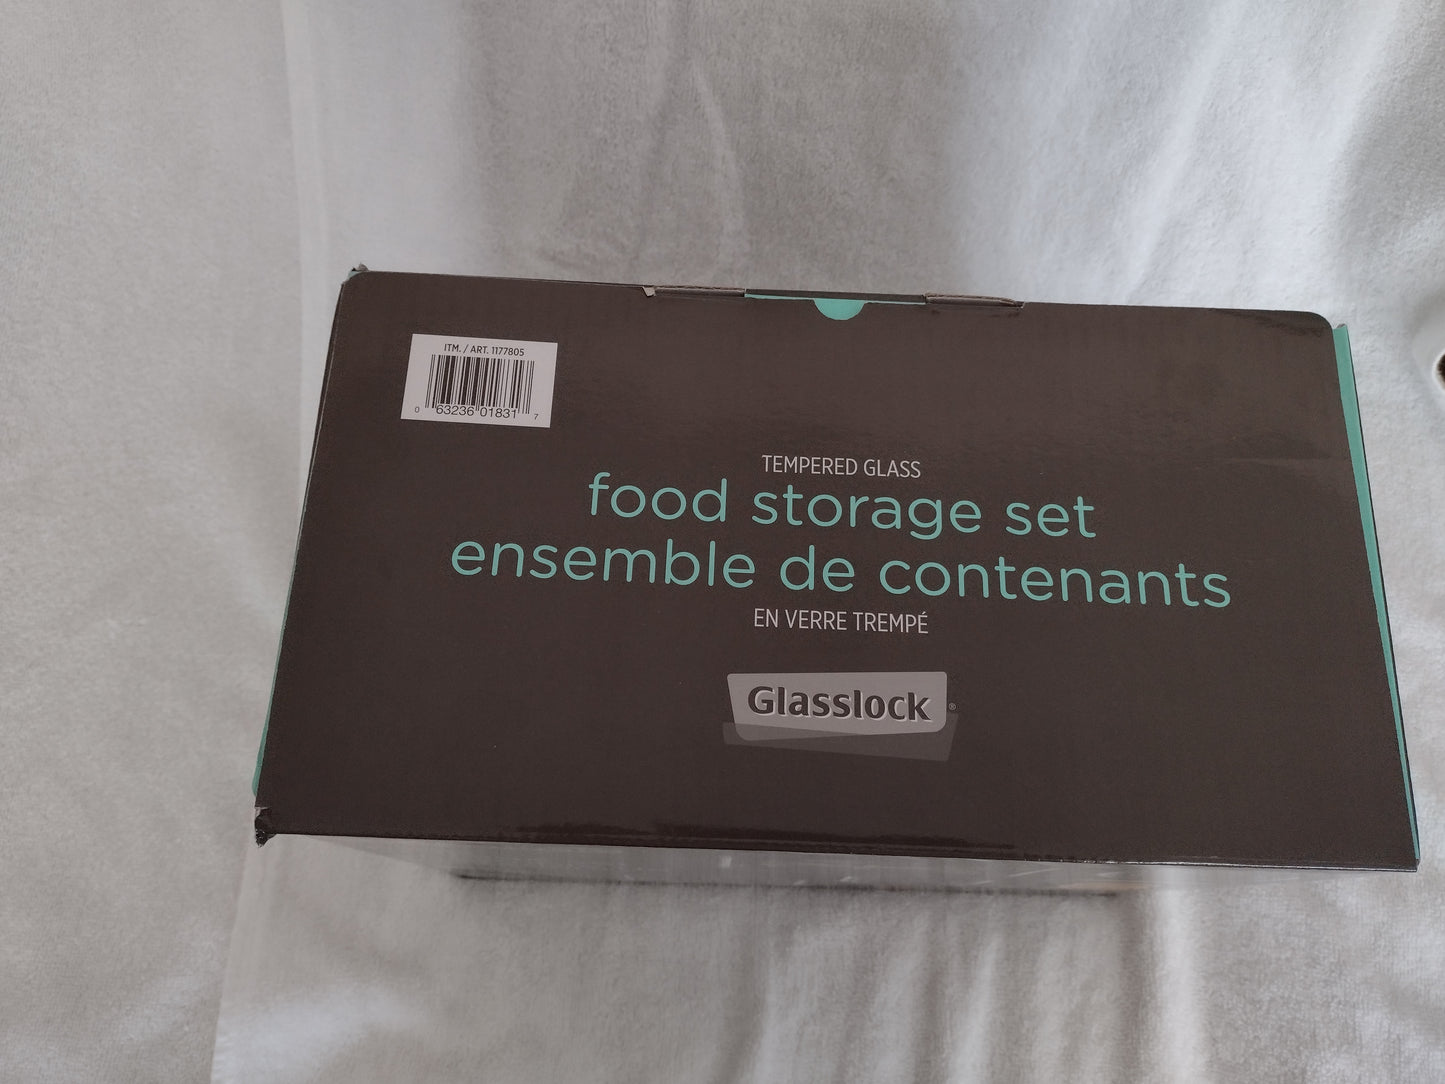 ITM. / ART. 1177805
0 63236 01831 7
TEMPERED GLASS
food storage set
ensemble de contenants
EN VERRE TREMPÉ
Glasslock®